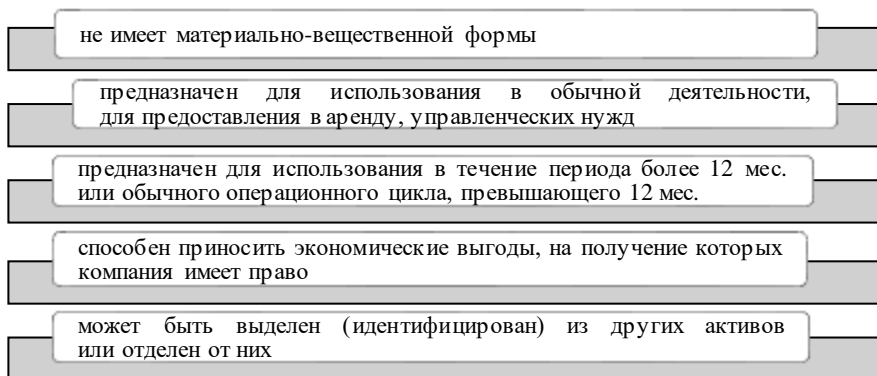 не имеет материально-вещественной формы
предназначен для использования в обычной деятельности,
для предоставления в аренду, управленческих нужд
предназначен для использования в течение периода более 12 мес.
или обычного операционного цикла, превышающего 12 мес.
способен приносить экономические выгоды, на получение которых
компания имеет право
может быть выделен (идентифицирован) из других активов
или отделен от них